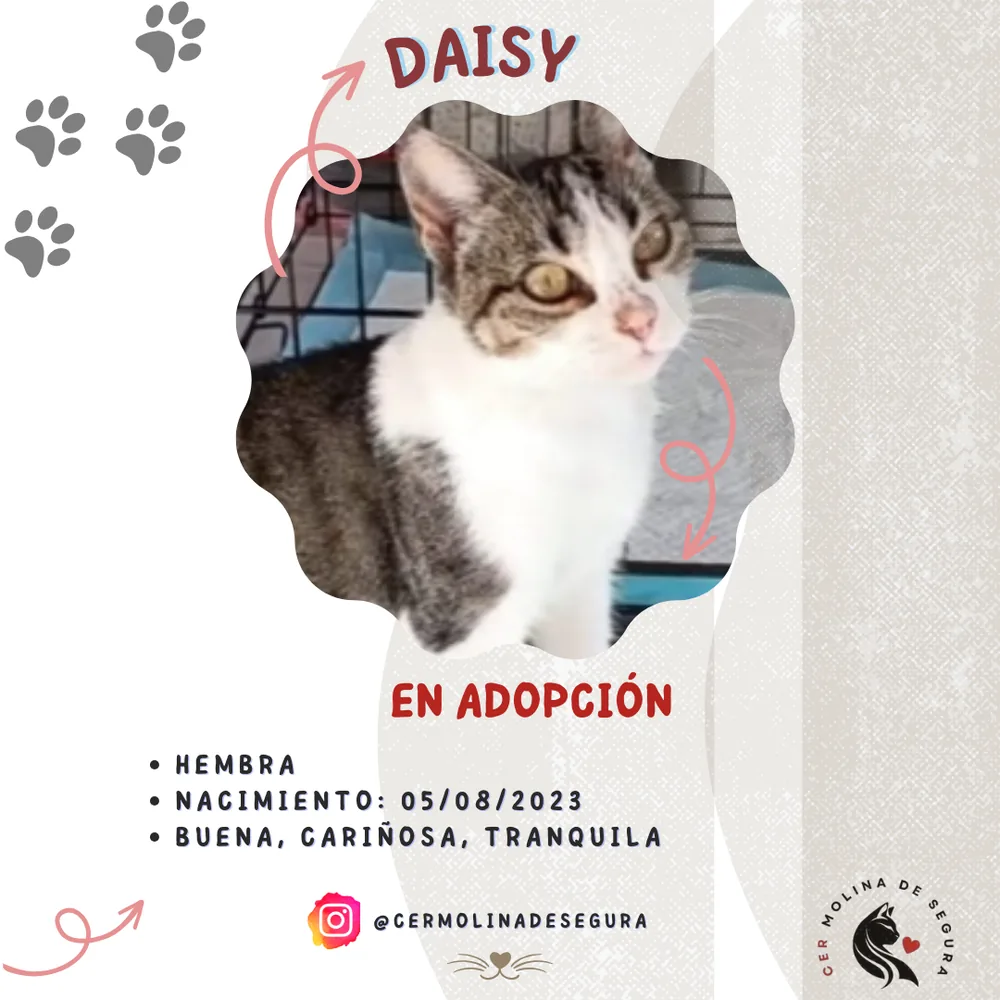 DAISY
EN ADOPCIÓN
• HEMBRA
• NACIMIENTO: 05/08/2023
• BUENA, CARIÑOSA, TRANQUILA
@CERMOLINADESEGURA
CER MOLINA DE SEGURA